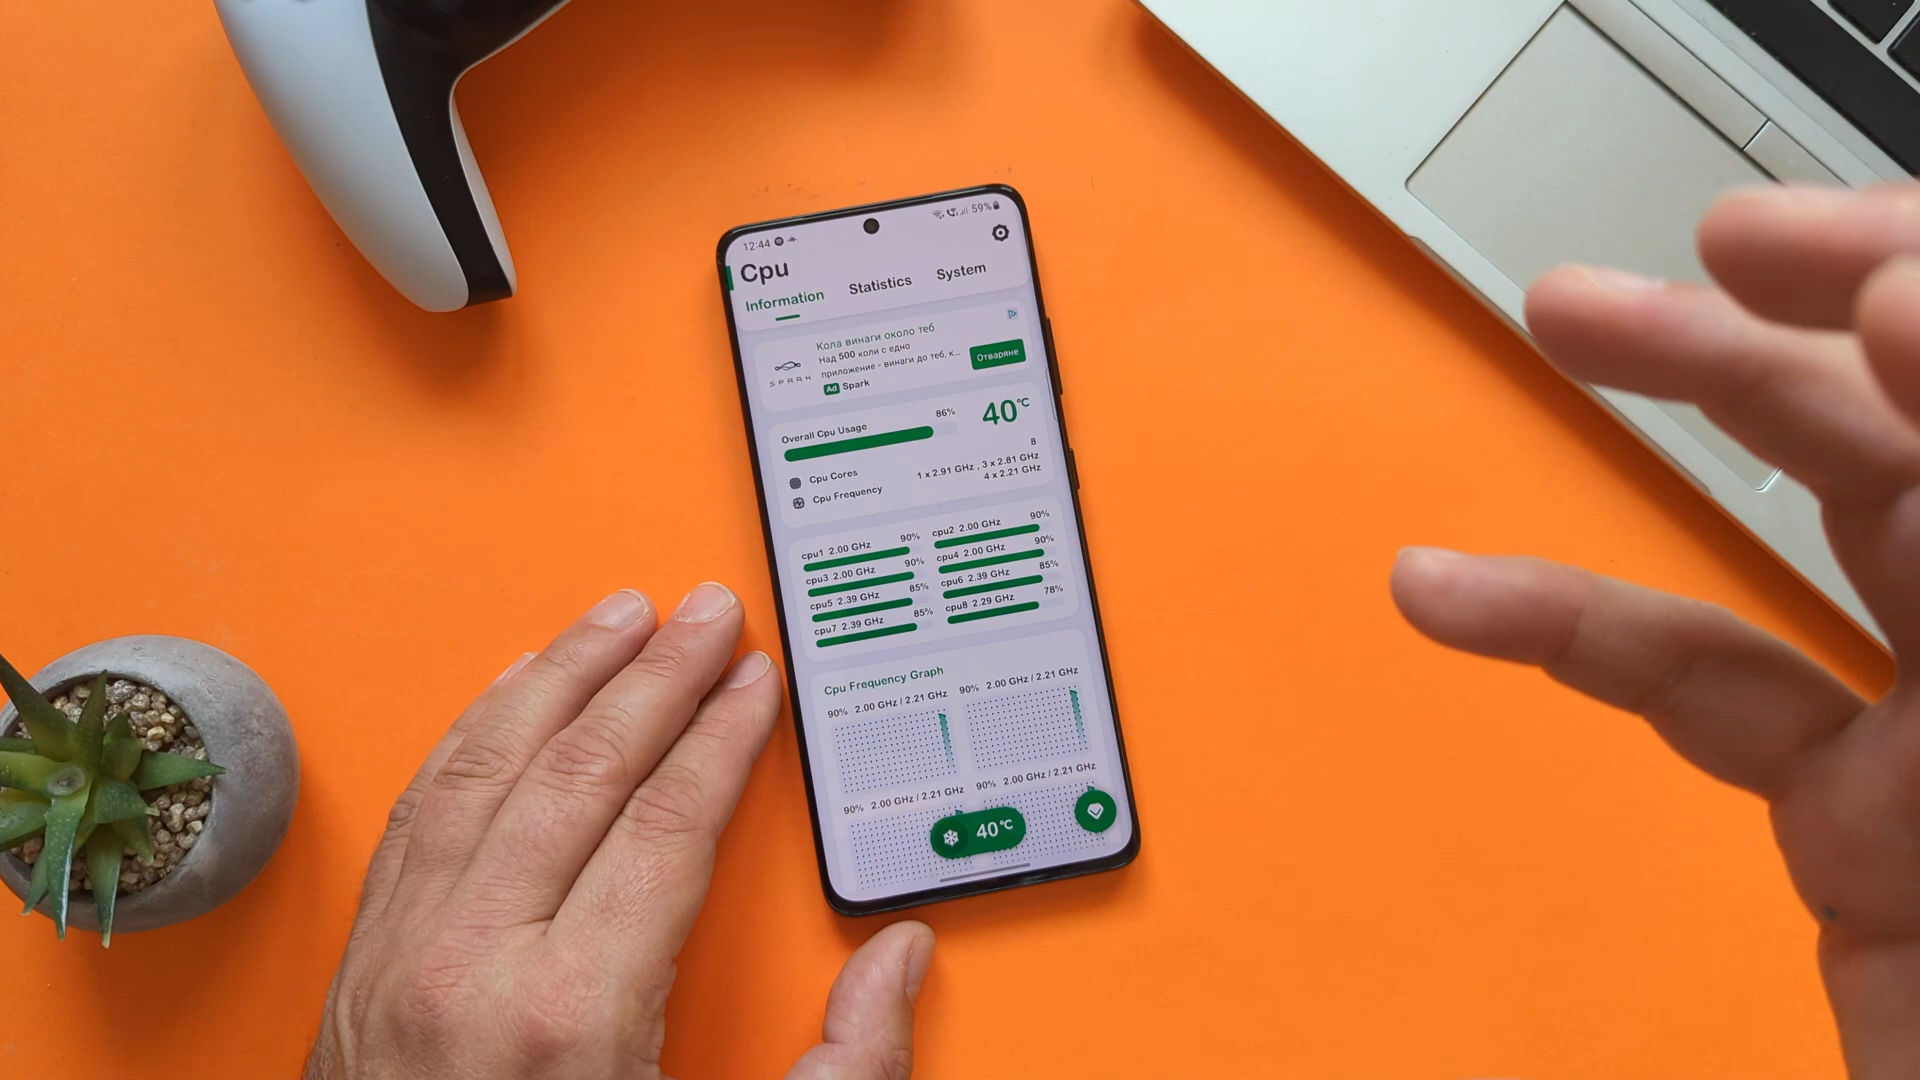 12:44
59%
Cpu
Information Statistics System
Кола винаги около теб
Над 500 коли с едно
приложение - винаги до теб, к...
Ad Spark
SPARK
Отваряне
Overall Cpu Usage 86%
40°C
Cpu Cores 8
Cpu Frequency 1 x 2.91 GHz , 3 x 2.81 GHz
4 x 2.21 GHz
cpu1 2.00 GHz 90%
cpu2 2.00 GHz 90%
cpu3 2.00 GHz 90%
cpu4 2.00 GHz 90%
cpu5 2.39 GHz 85%
cpu6 2.39 GHz 85%
cpu7 2.39 GHz 85%
cpu8 2.29 GHz 78%
Cpu Frequency Graph
90% 2.00 GHz / 2.21 GHz
90% 2.00 GHz / 2.21 GHz
90% 2.00 GHz / 2.21 GHz
90% 2.00 GHz / 2.21 GHz
40°C